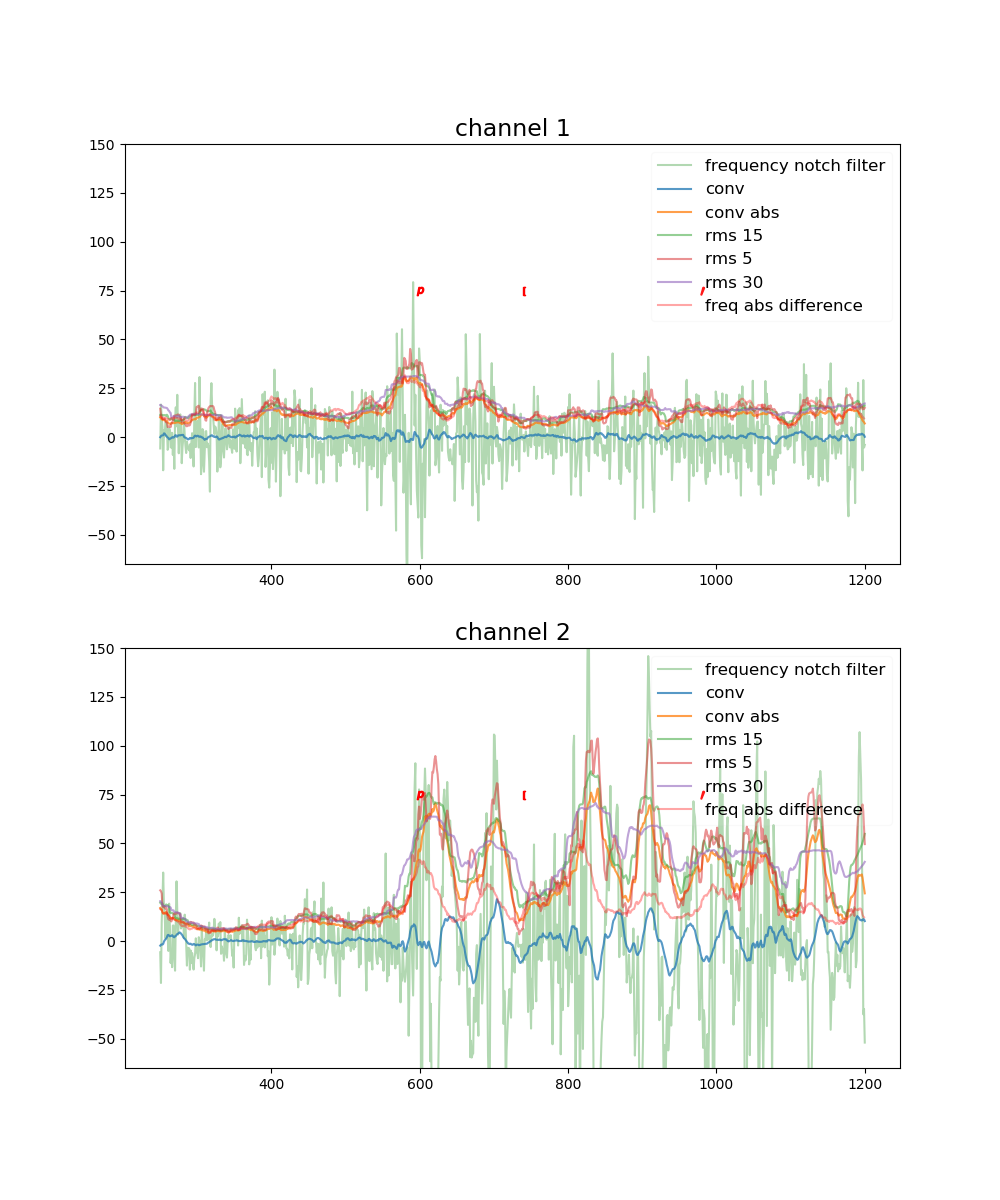 channel 1
150
125
100
75
50
25
0
−25
−50
frequency notch filter
conv
conv abs
rms 15
rms 5
rms 30
freq abs difference
p
400
600
800
1000
1200
channel 2
150
125
100
75
50
25
0
−25
−50
frequency notch filter
conv
conv abs
rms 15
rms 5
rms 30
freq abs difference
p
400
600
800
1000
1200